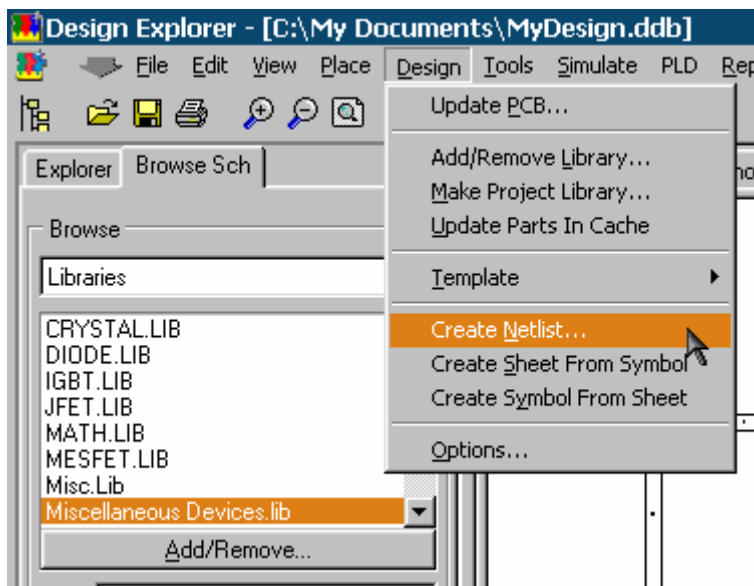 Design Explorer - [C:\My Documents\MyDesign.ddb]
File Edit View Place Design Tools Simulate PLD
Update PCB...
Add/Remove Library...
Make Project Library...
Update Parts In Cache
Template
Create Netlist...
Create Sheet From Symbol
Create Symbol From Sheet
Options...
Explorer Browse Sch
Browse
Libraries
CRYSTAL.LIB
DIODE.LIB
IGBT.LIB
JFET.LIB
MATH.LIB
MESFET.LIB
Misc.Lib
Miscellaneous Devices.lib
Add/Remove...